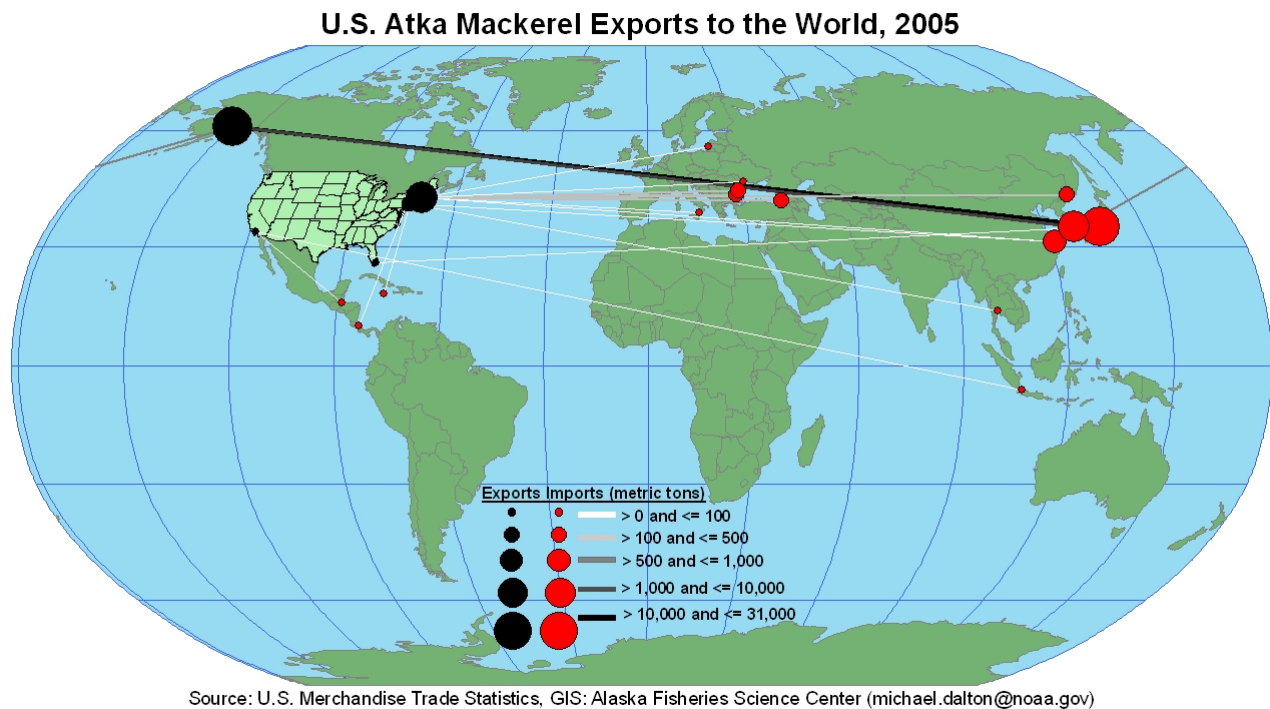 U.S. Atka Mackerel Exports to the World, 2005
Exports Imports (metric tons)
> 0 and <= 100
> 100 and <= 500
> 500 and <= 1,000
> 1,000 and <= 10,000
> 10,000 and <= 31,000
Source: U.S. Merchandise Trade Statistics, GIS: Alaska Fisheries Science Center (michael.dalton@noaa.gov)